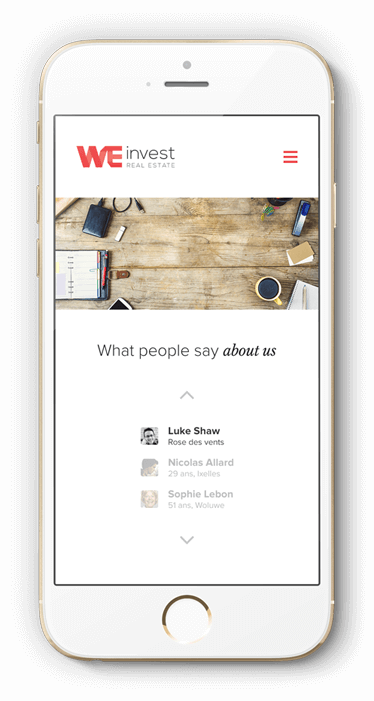 WE invest
REAL ESTATE
What people say about us
Luke Shaw
Rose des vents
Nicolas Allard
29 ans, Ixelles
Sophie Lebon
51 ans, Woluwe